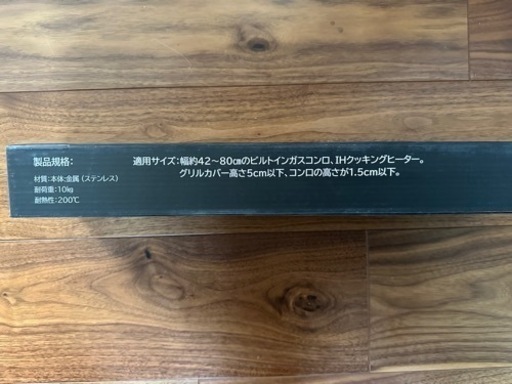 製品規格:
材質:本体:金属 (ステンレス)
耐荷重:10kg
耐熱性:200℃
適用サイズ:幅約42〜80㎝のビルトインガスコンロ、IHクッキングヒーター。
グリルカバー高さ5cm以下、コンロの高さが1.5cm以下。